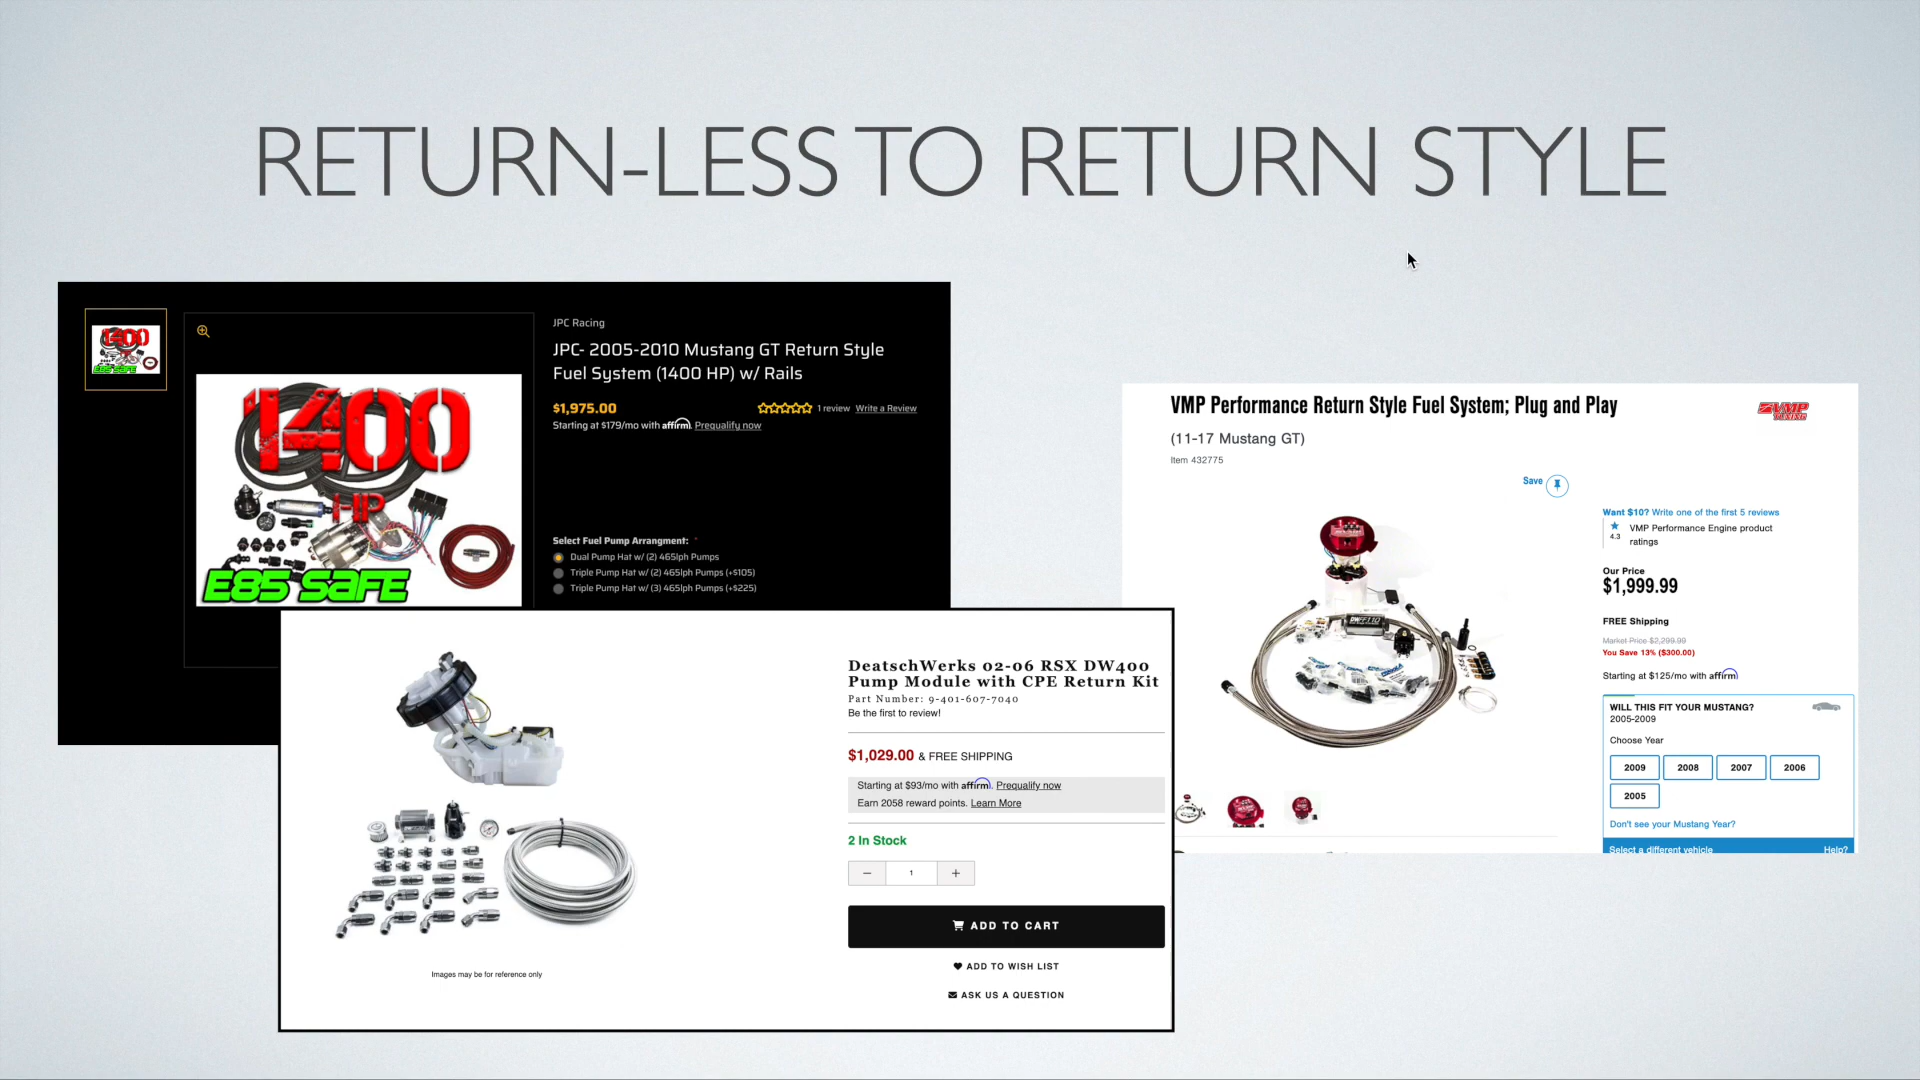 RETURN-LESS TO RETURN STYLE
JPC Racing
JPC- 2005-2010 Mustang GT Return Style
Fuel System (1400 HP) w/ Rails
$1,975.00
1 review Write a Review
Starting at $179/mo with affirm. Prequalify now
1400
HP
E85 SAFE
Select Fuel Pump Arrangment: *
Dual Pump Hat w/ (2) 465lph Pumps
Triple Pump Hat w/ (2) 465lph Pumps (+$105)
Triple Pump Hat w/ (3) 465lph Pumps (+$225)
DeatschWerks 02-06 RSX DW400
Pump Module with CPE Return Kit
Part Number: 9-401-607-7040
Be the first to review!
$1,029.00 & FREE SHIPPING
Starting at $93/mo with affirm. Prequalify now
Earn 2058 reward points. Learn More
2 In Stock
− 1 +
ADD TO CART
ADD TO WISH LIST
ASK US A QUESTION
Images may be for reference only
VMP Performance Return Style Fuel System; Plug and Play
VMP
TUNING
(11-17 Mustang GT)
Item 432775
Save
Want $10? Write one of the first 5 reviews
4.3
VMP Performance Engine product
ratings
Our Price
$1,999.99
FREE Shipping
Market Price $2,299.99
You Save 13% ($300.00)
Starting at $125/mo with affirm
WILL THIS FIT YOUR MUSTANG?
2005-2009
Choose Year
2009 2008 2007 2006
2005
Don't see your Mustang Year?
Select a different vehicle Help?